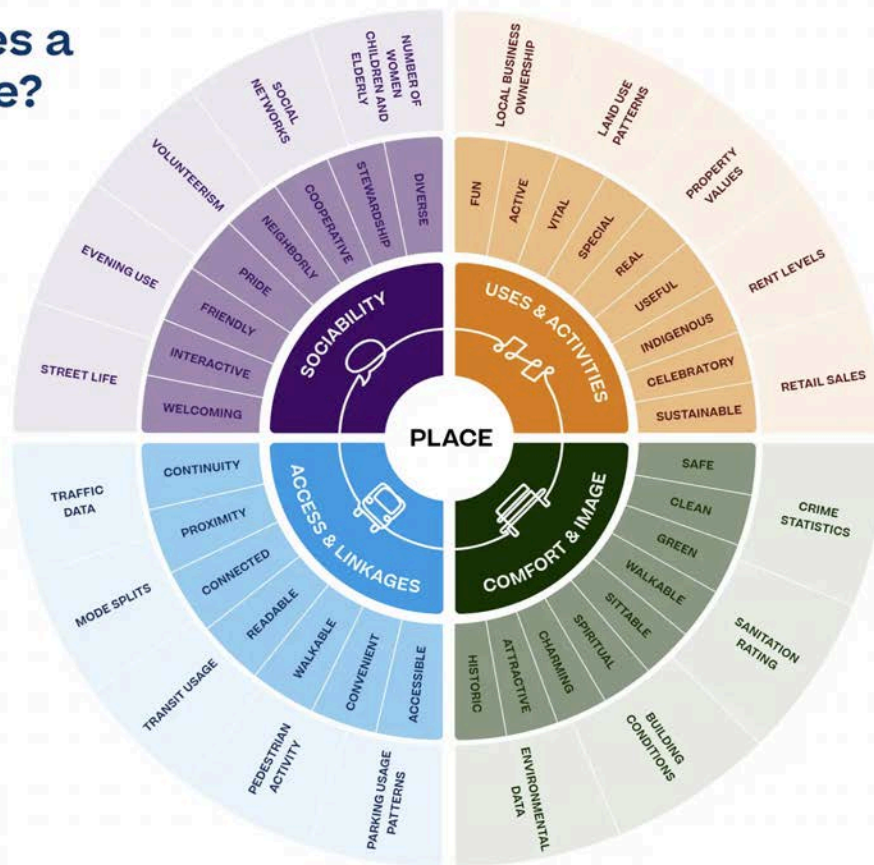 es a
e?
PLACE
SOCIABILITY
DIVERSE
STEWARDSHIP
COOPERATIVE
NEIGHBORLY
PRIDE
FRIENDLY
INTERACTIVE
WELCOMING
NUMBER OF
WOMEN
CHILDREN AND
ELDERLY
SOCIAL
NETWORKS
VOLUNTEERISM
EVENING USE
STREET LIFE
USES & ACTIVITIES
FUN
ACTIVE
VITAL
SPECIAL
REAL
USEFUL
INDIGENOUS
CELEBRATORY
SUSTAINABLE
LOCAL BUSINESS
OWNERSHIP
LAND USE
PATTERNS
PROPERTY
VALUES
RENT LEVELS
RETAIL SALES
ACCESS & LINKAGES
CONTINUITY
PROXIMITY
CONNECTED
READABLE
WALKABLE
CONVENIENT
ACCESSIBLE
TRAFFIC
DATA
MODE SPLITS
TRANSIT USAGE
PEDESTRIAN
ACTIVITY
PARKING USAGE
PATTERNS
COMFORT & IMAGE
SAFE
CLEAN
GREEN
WALKABLE
SITTABLE
SPIRITUAL
CHARMING
ATTRACTIVE
HISTORIC
CRIME
STATISTICS
SANITATION
RATING
BUILDING
CONDITIONS
ENVIRONMENTAL
DATA